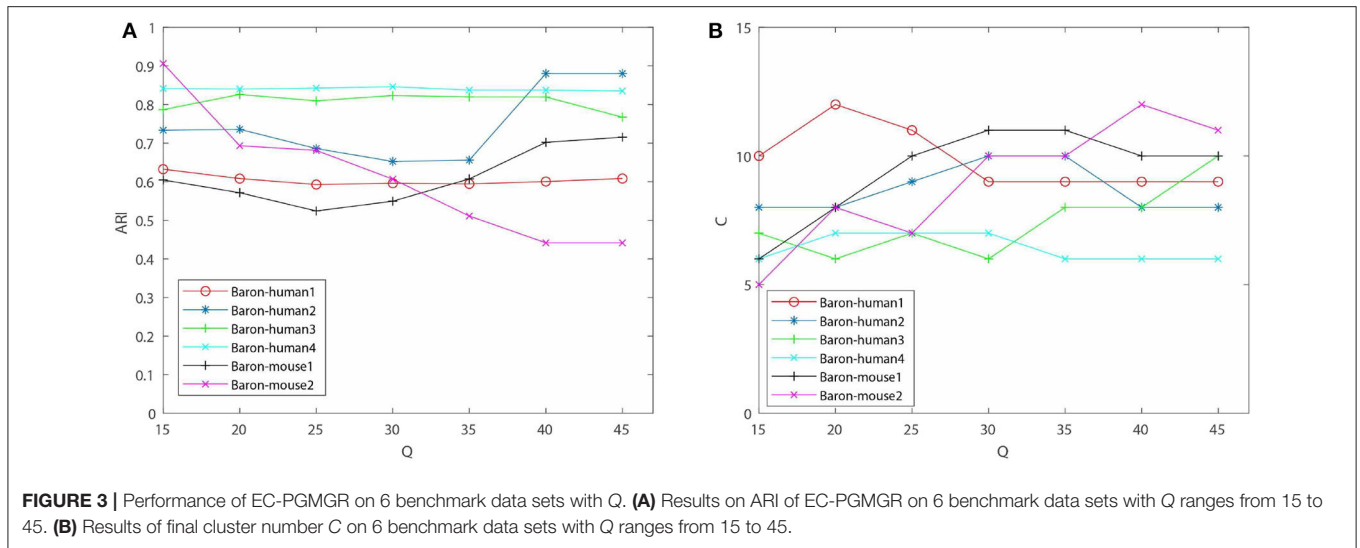 A
ARI
1
0.9
0.8
0.7
0.6
0.5
0.4
0.3
0.2
0.1
0
15 20 25 30 35 40 45
Q
Baron-human1
Baron-human2
Baron-human3
Baron-human4
Baron-mouse1
Baron-mouse2
B
C
15
10
5
0
15 20 25 30 35 40 45
Q
Baron-human1
Baron-human2
Baron-human3
Baron-human4
Baron-mouse1
Baron-mouse2
FIGURE 3 | Performance of EC-PGMGR on 6 benchmark data sets with Q. (A) Results on ARI of EC-PGMGR on 6 benchmark data sets with Q ranges from 15 to
45. (B) Results of final cluster number C on 6 benchmark data sets with Q ranges from 15 to 45.